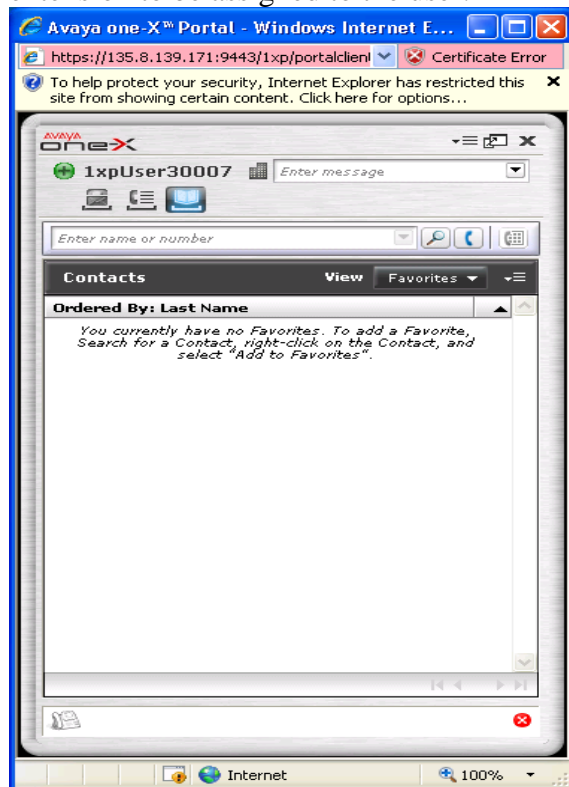 Avaya one-X™ Portal - Windows Internet E...
https://135.8.139.171:9443/1xp/portalclient Certificate Error
To help protect your security, Internet Explorer has restricted this
site from showing certain content. Click here for options...
AVAYA
one-X
1xpUser30007 Enter message
Enter name or number
Contacts View Favorites
Ordered By: Last Name
You currently have no Favorites. To add a Favorite,
Search for a Contact, right-click on the Contact, and
select "Add to Favorites".
Internet 100%